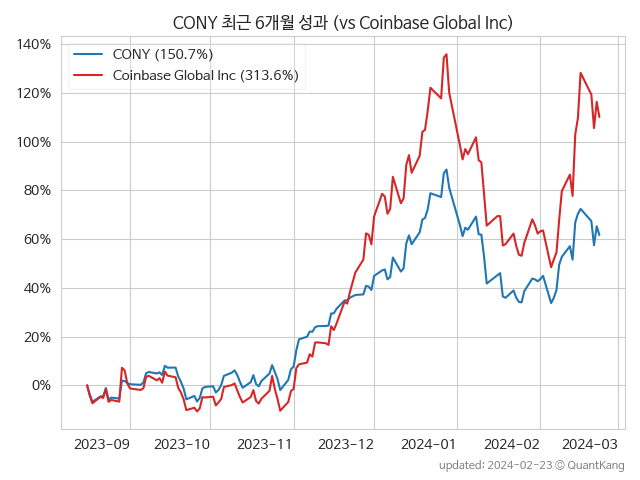 CONY 최근 6개월 성과 (vs Coinbase Global Inc)
140%
120%
100%
80%
60%
40%
20%
0%
CONY (150.7%)
Coinbase Global Inc (313.6%)
2023-09 2023-10 2023-11 2023-12 2024-01 2024-02 2024-03
updated: 2024-02-23 © QuantKang